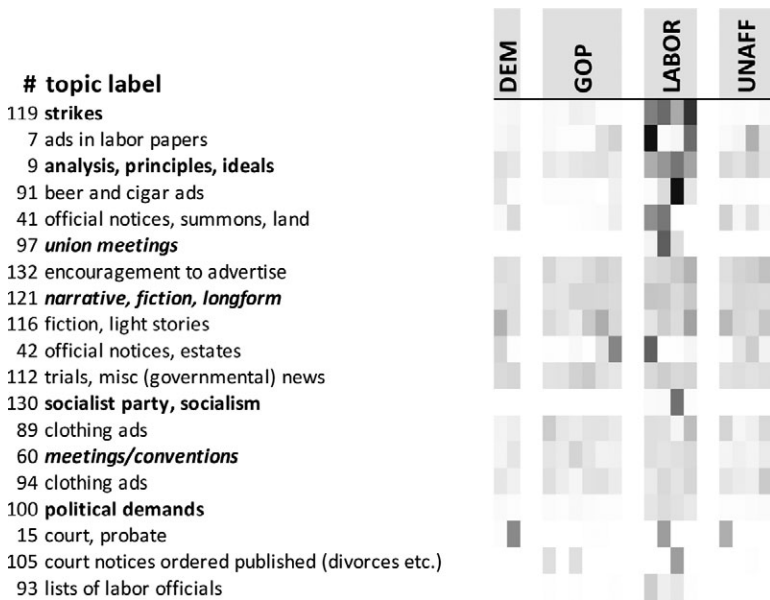 DEM GOP LABOR UNAFF
# topic label
119 strikes
7 ads in labor papers
9 analysis, principles, ideals
91 beer and cigar ads
41 official notices, summons, land
97 union meetings
132 encouragement to advertise
121 narrative, fiction, longform
116 fiction, light stories
42 official notices, estates
112 trials, misc (governmental) news
130 socialist party, socialism
89 clothing ads
60 meetings/conventions
94 clothing ads
100 political demands
15 court, probate
105 court notices ordered published (divorces etc.)
93 lists of labor officials